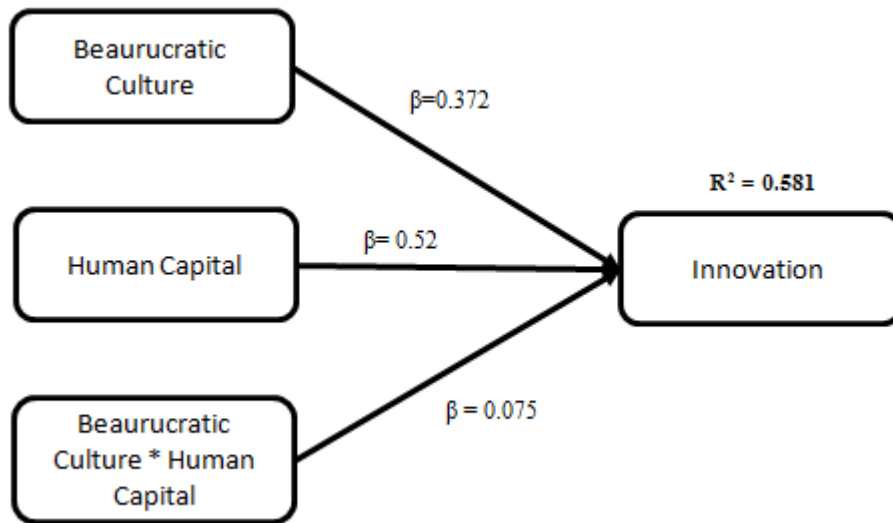 Beaurucratic
Culture
β=0.372
R² = 0.581
Human Capital
β= 0.52
Innovation
β = 0.075
Beaurucratic
Culture * Human
Capital